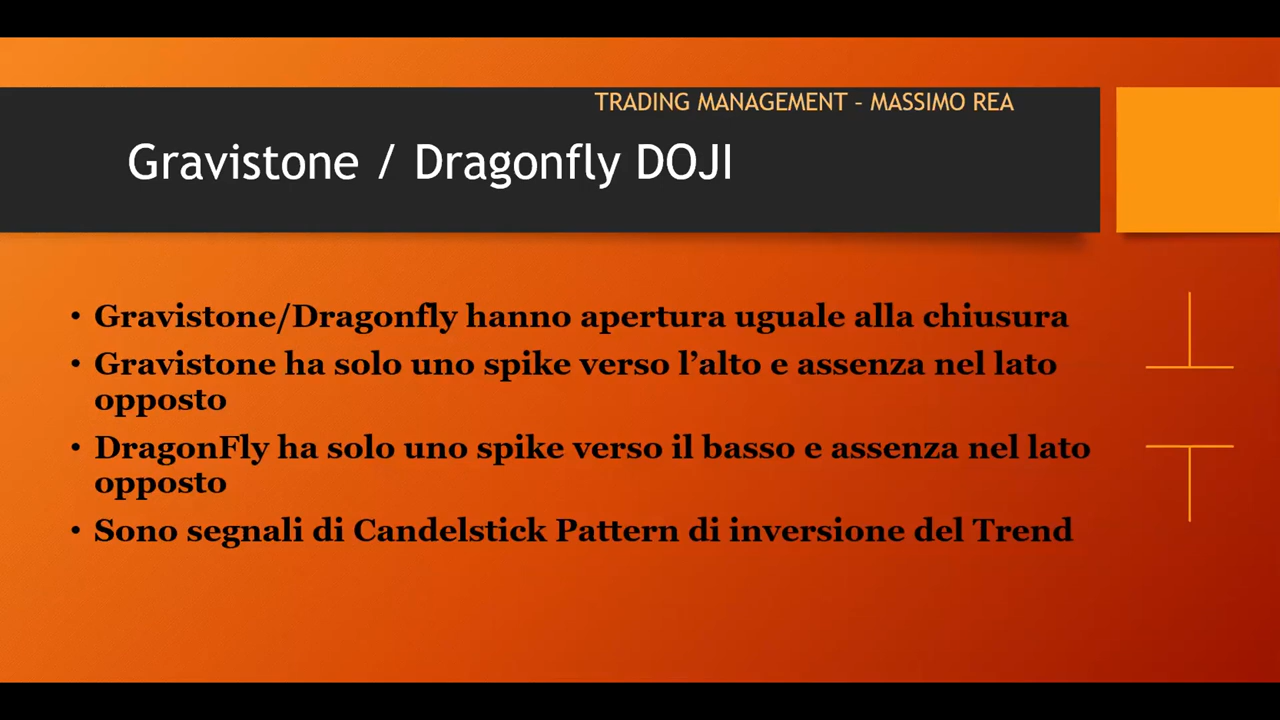 TRADING MANAGEMENT – MASSIMO REA
Gravistone / Dragonfly DOJI
• Gravistone/Dragonfly hanno apertura uguale alla chiusura
• Gravistone ha solo uno spike verso l’alto e assenza nel lato
opposto
• DragonFly ha solo uno spike verso il basso e assenza nel lato
opposto
• Sono segnali di Candelstick Pattern di inversione del Trend